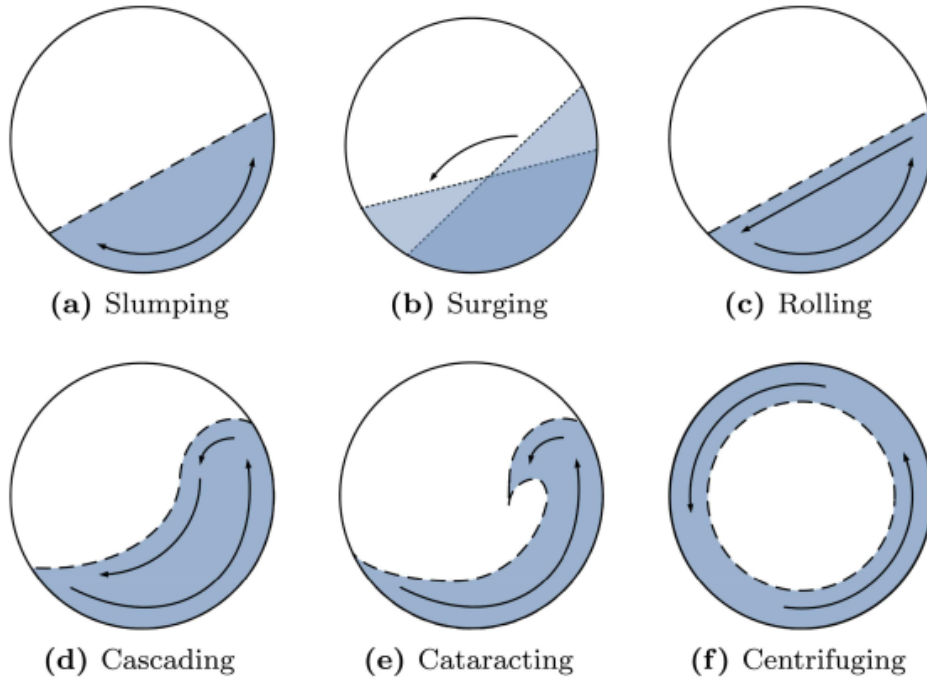 (a) Slumping
(b) Surging
(c) Rolling
(d) Cascading
(e) Cataracting
(f) Centrifuging